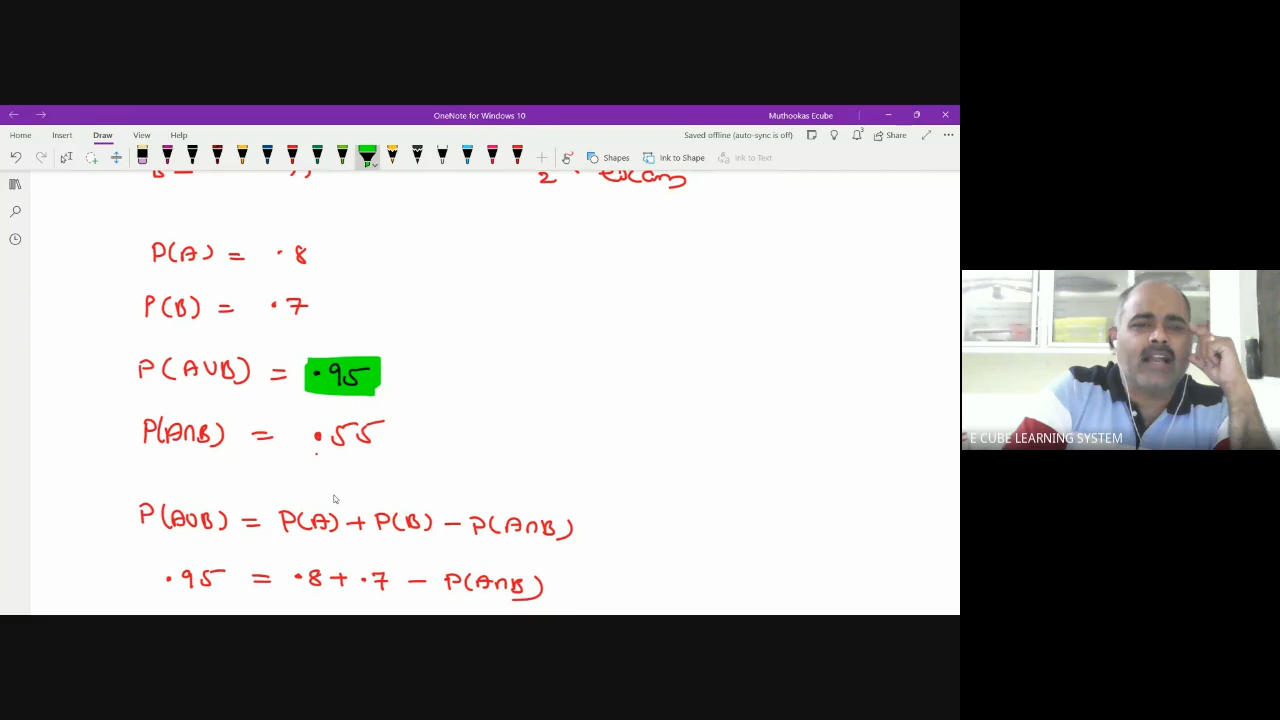 OneNote for Windows 10
Muthookas Ecube
Home Insert Draw View Help
Saved offline (auto-sync is off)
Share
Shapes
Ink to Shape
Ink to Text
2
P(A) = .8
P(B) = .7
P(A∪B) = .95
P(A∩B) = .55
P(A∪B) = P(A) + P(B) – P(A∩B)
.95 = .8 + .7 – P(A∩B)
E CUBE LEARNING SYSTEM